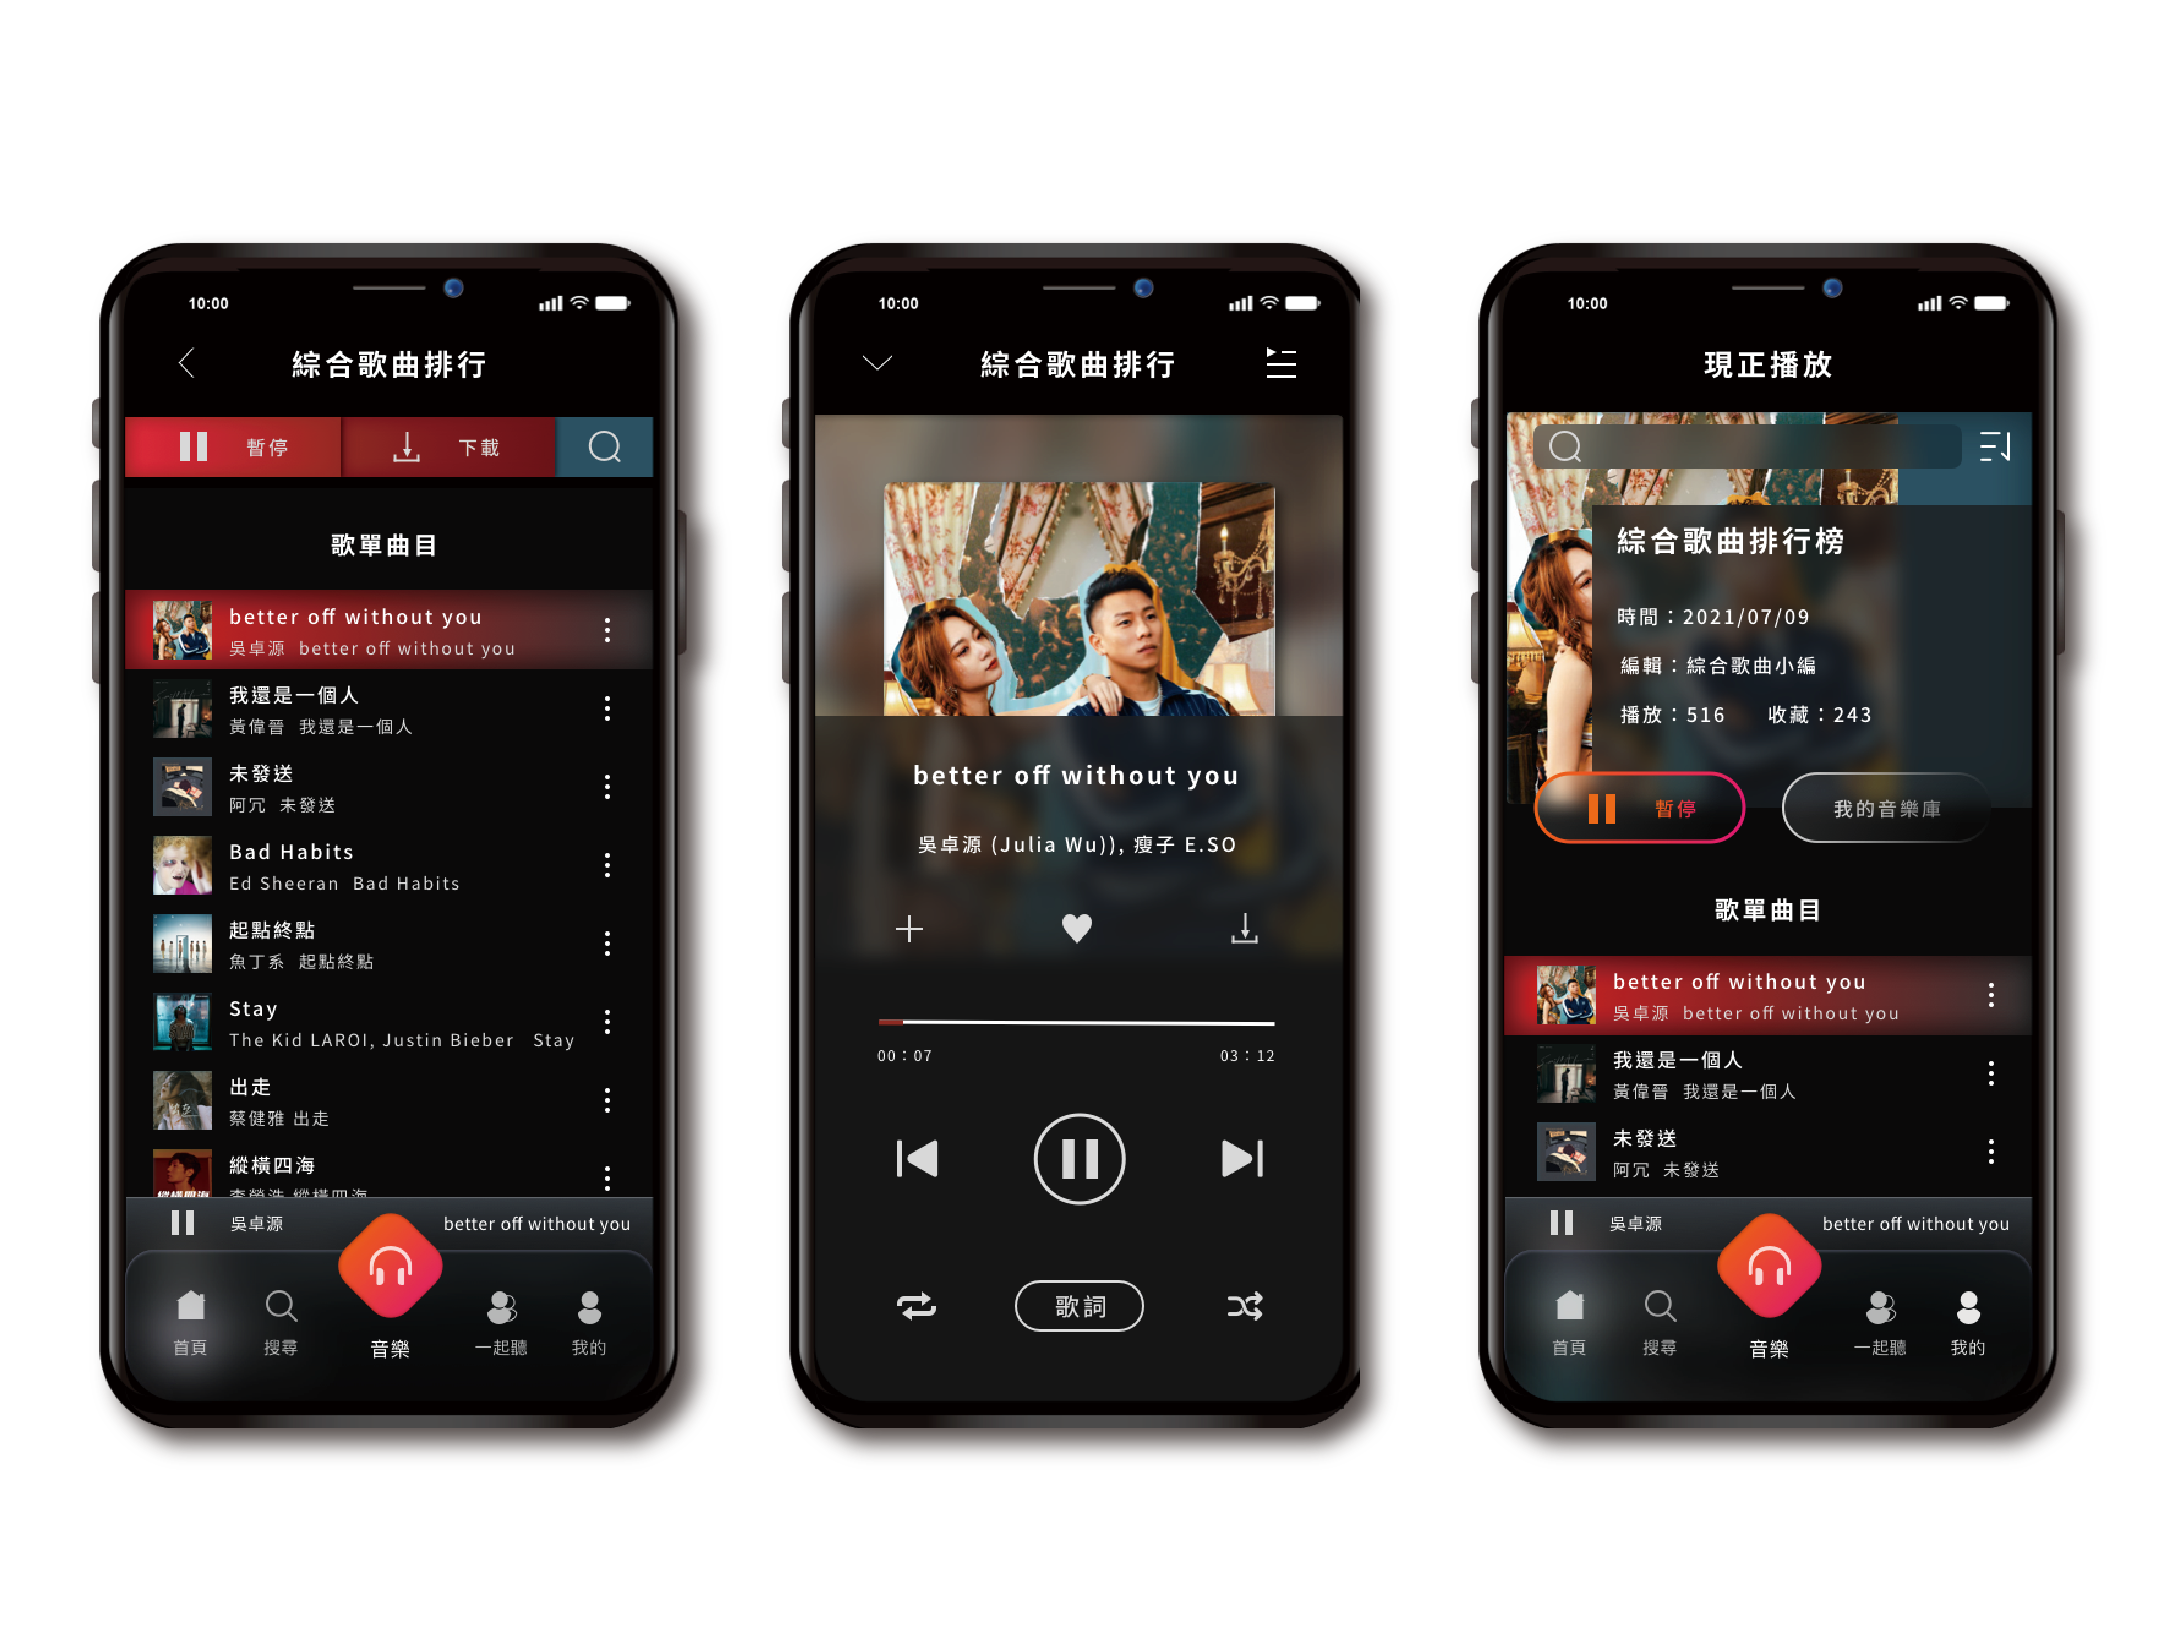 10:00
綜合歌曲排行
暫停 下載
歌單曲目
better off without you
吳卓源 better off without you
我還是一個人
黃偉晉 我還是一個人
未發送
阿冗 未發送
Bad Habits
Ed Sheeran Bad Habits
起點終點
魚丁糸 起點終點
Stay
The Kid LAROI, Justin Bieber Stay
出走
蔡健雅 出走
縱橫四海
李榮浩 縱橫四海
吳卓源 better off without you
首頁 搜尋 音樂 一起聽 我的
10:00
綜合歌曲排行
better off without you
吳卓源 (Julia Wu)), 瘦子 E.SO
00：07 03：12
歌詞
10:00
現正播放
綜合歌曲排行榜
時間：2021/07/09
編輯：綜合歌曲小編
播放：516 收藏：243
暫停 我的音樂庫
歌單曲目
better off without you
吳卓源 better off without you
我還是一個人
黃偉晉 我還是一個人
未發送
阿冗 未發送
吳卓源 better off without you
首頁 搜尋 音樂 一起聽 我的